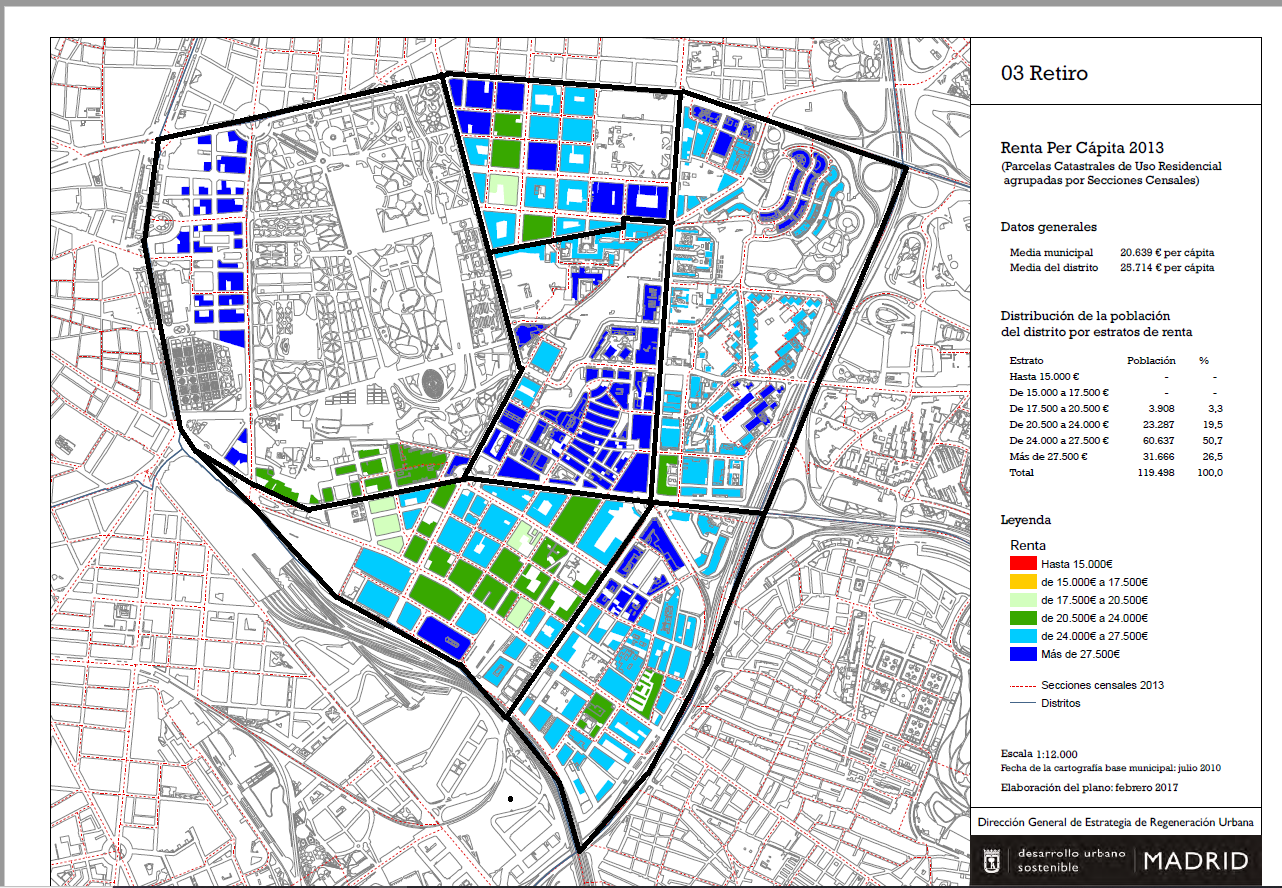 03 Retiro
Renta Per Cápita 2013
(Parcelas Catastrales de Uso Residencial
agrupadas por Secciones Censales)
Datos generales
Media municipal 20.639 € per cápita
Media del distrito 25.714 € per cápita
Distribución de la población
del distrito por estratos de renta
Estrato Población %
Hasta 15.000 € - -
De 15.000 a 17.500 € - -
De 17.500 a 20.500 € 3.908 3,3
De 20.500 a 24.000 € 23.287 19,5
De 24.000 a 27.500 € 60.637 50,7
Más de 27.500 € 31.666 26,5
Total 119.498 100,0
Leyenda
Renta
Hasta 15.000€
de 15.000€ a 17.500€
de 17.500€ a 20.500€
de 20.500€ a 24.000€
de 24.000€ a 27.500€
Más de 27.500€
Secciones censales 2013
Distritos
Escala 1:12.000
Fecha de la cartografía base municipal: julio 2010
Elaboración del plano: febrero 2017
Dirección General de Estrategia de Regeneración Urbana
desarrollo urbano
sostenible
MADRID